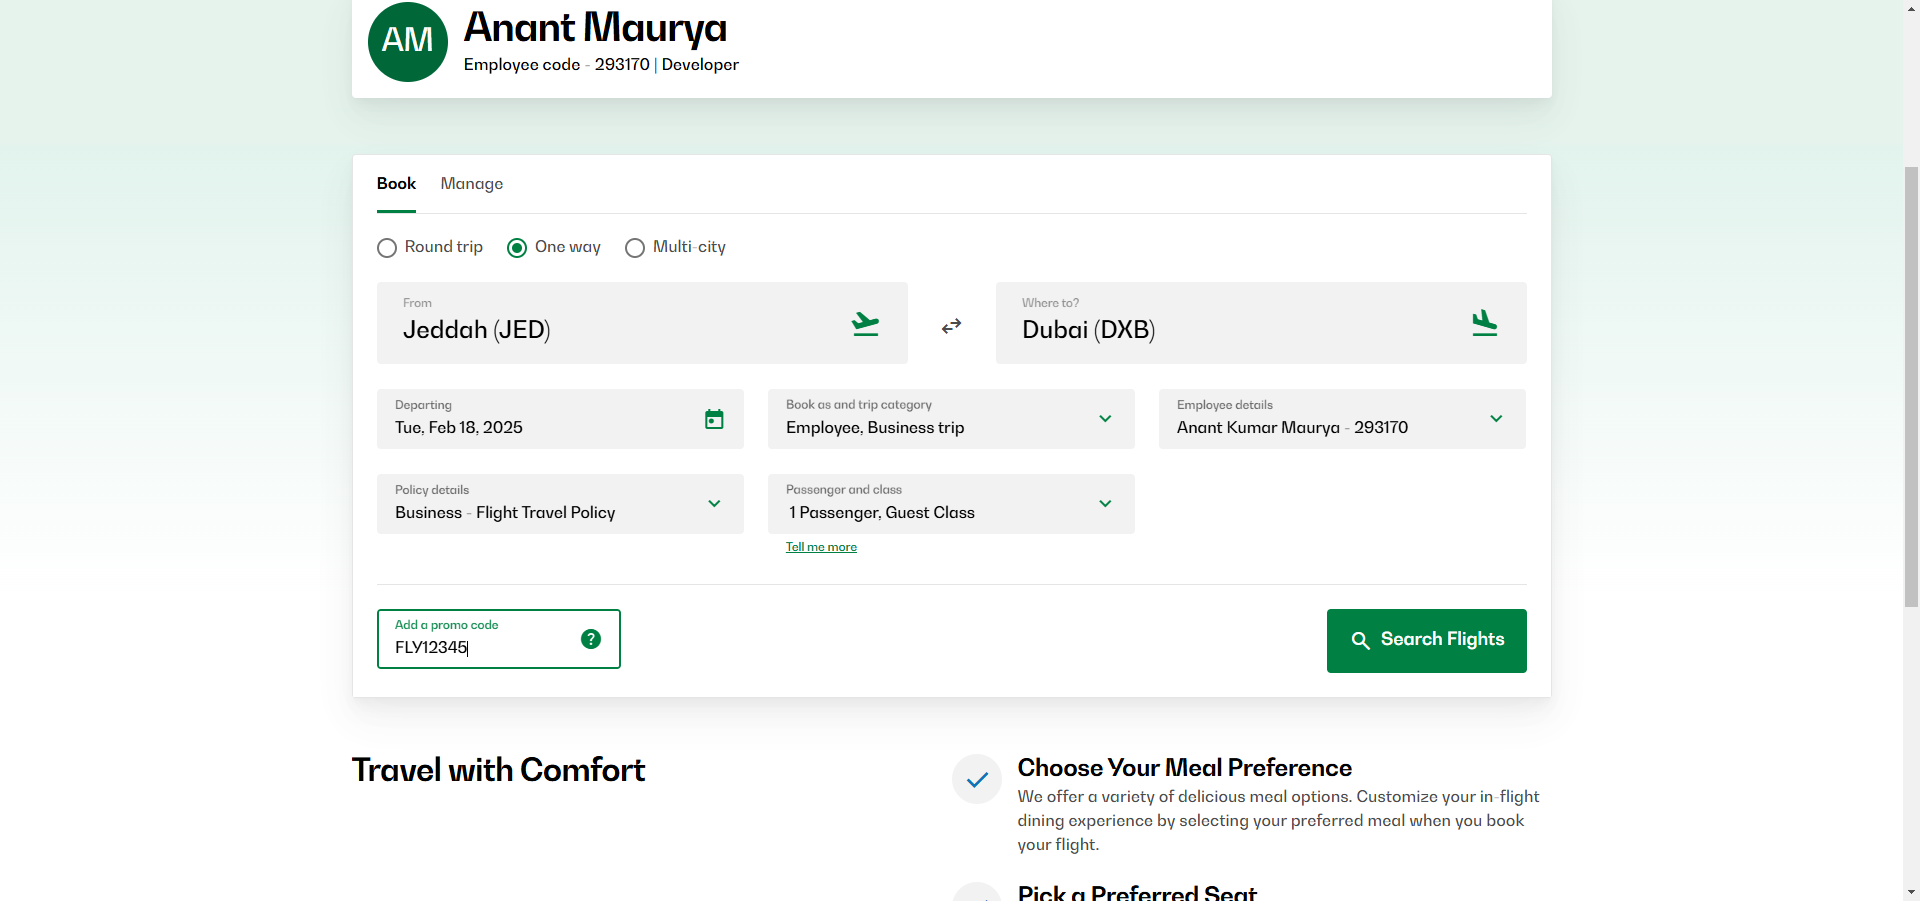 AM
Anant Maurya
Employee code - 293170 | Developer
Book Manage
Round trip One way Multi-city
From
Jeddah (JED)
Where to?
Dubai (DXB)
Departing
Tue, Feb 18, 2025
Book as and trip category
Employee, Business trip
Employee details
Anant Kumar Maurya - 293170
Policy details
Business - Flight Travel Policy
Passenger and class
1 Passenger, Guest Class
Tell me more
Add a promo code
FLY12345
?
Search Flights
Travel with Comfort
Choose Your Meal Preference
We offer a variety of delicious meal options. Customize your in-flight
dining experience by selecting your preferred meal when you book
your flight.
Pick a Preferred Seat